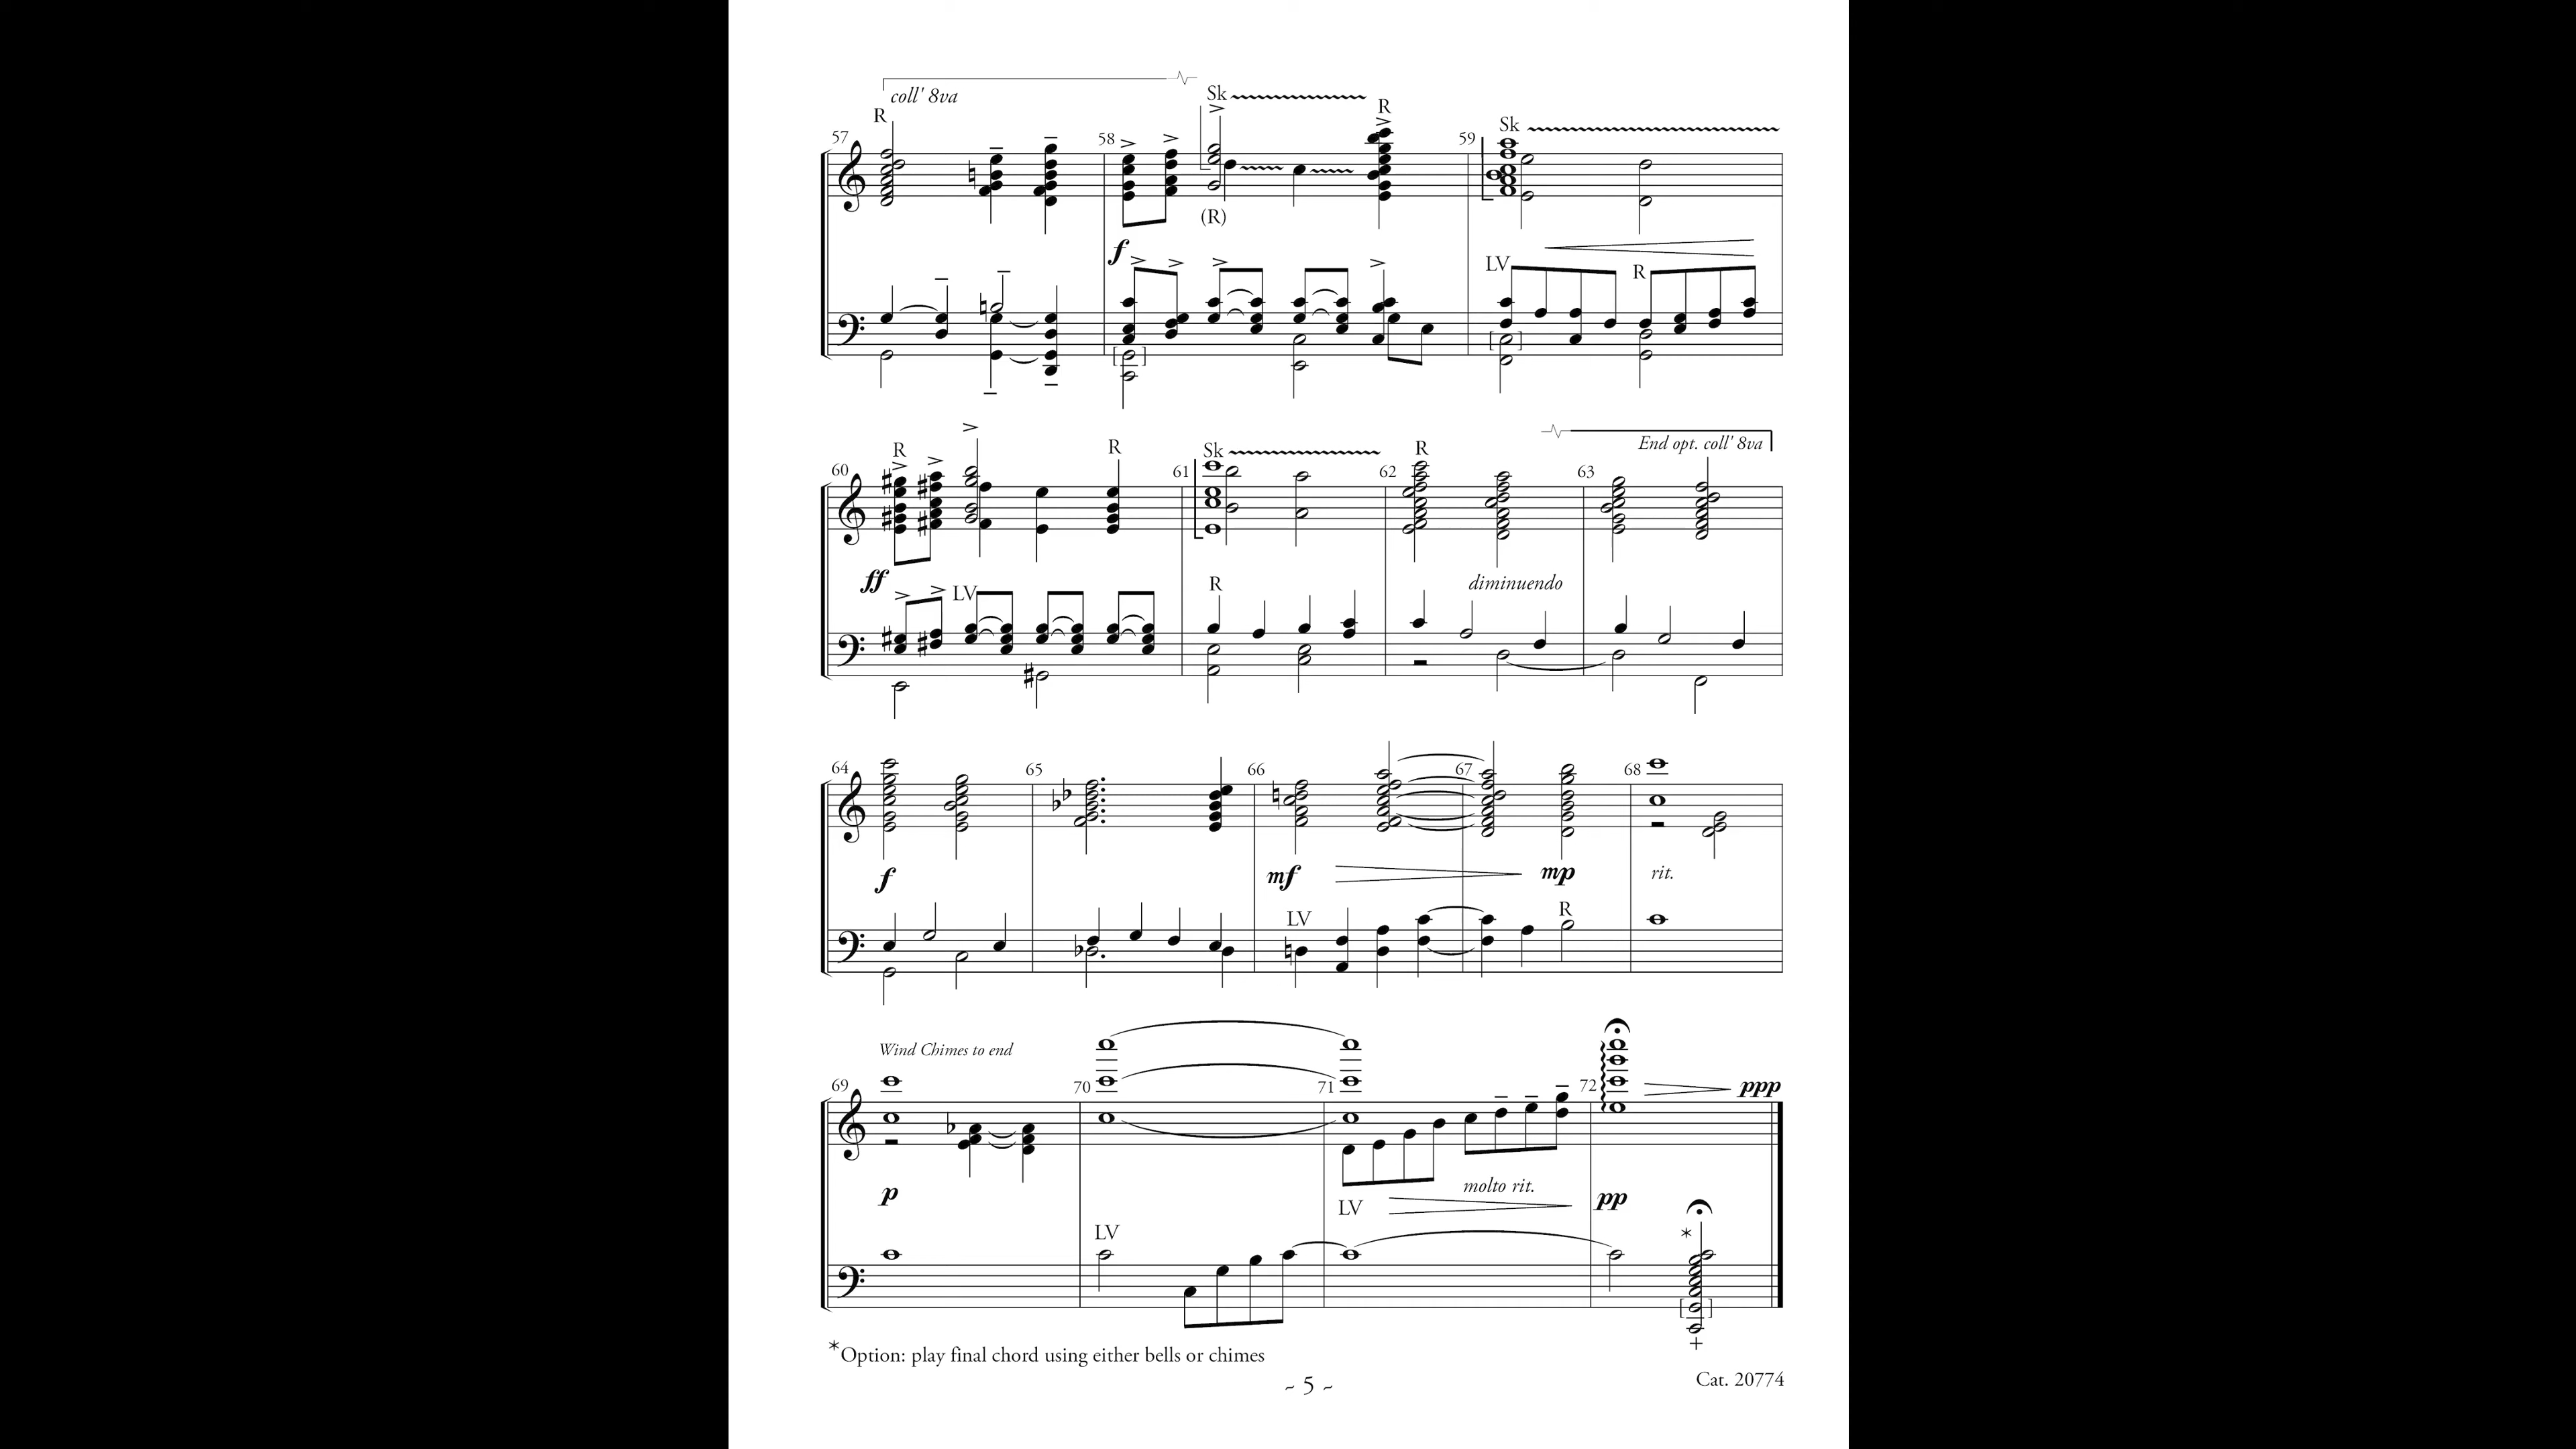 coll' 8va
R
Sk
R
Sk
57
58
59
(R)
f
LV
R
R
R
Sk
R
End opt. coll' 8va
60
61
62
63
ff
LV
R
diminuendo
64
65
66
67
68
f
mf
mp
rit.
LV
R
Wind Chimes to end
69
70
71
72
ppp
p
molto rit.
pp
LV
LV
*
*Option: play final chord using either bells or chimes
~ 5 ~
Cat. 20774